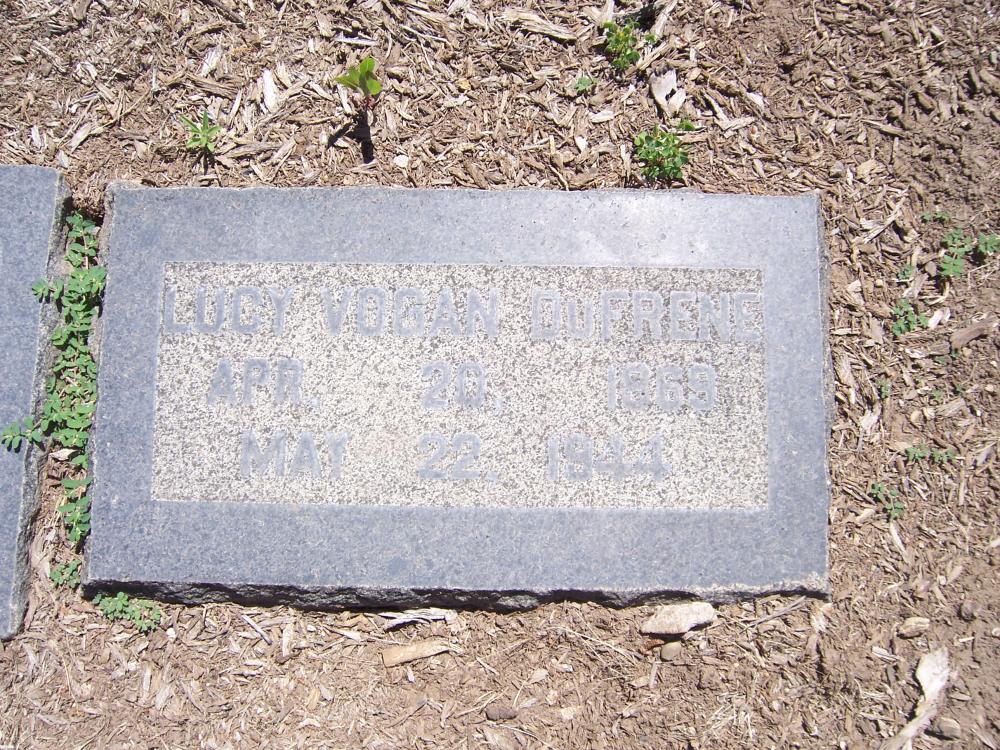 LUCY VOGAN DUFRENE
APR. 20, 1869
MAY 22, 1944